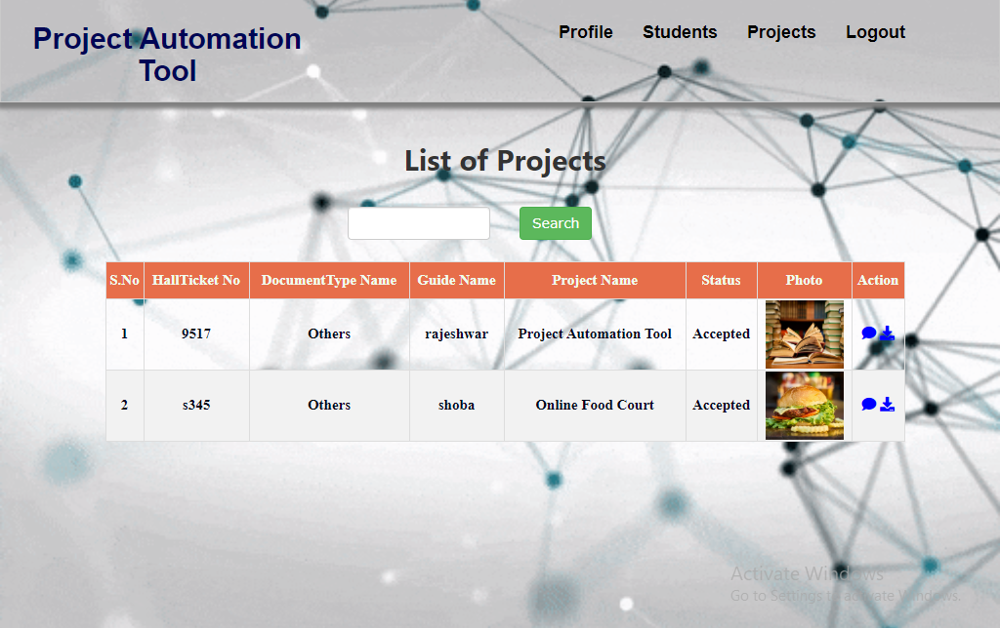 Project Automation
Tool
Profile Students Projects Logout
List of Projects
Search
S.No HallTicket No DocumentType Name Guide Name Project Name Status Photo Action
1 9517 Others rajeshwar Project Automation Tool Accepted
2 s345 Others shoba Online Food Court Accepted
Activate Windows
Go to Settings to activate Windows.